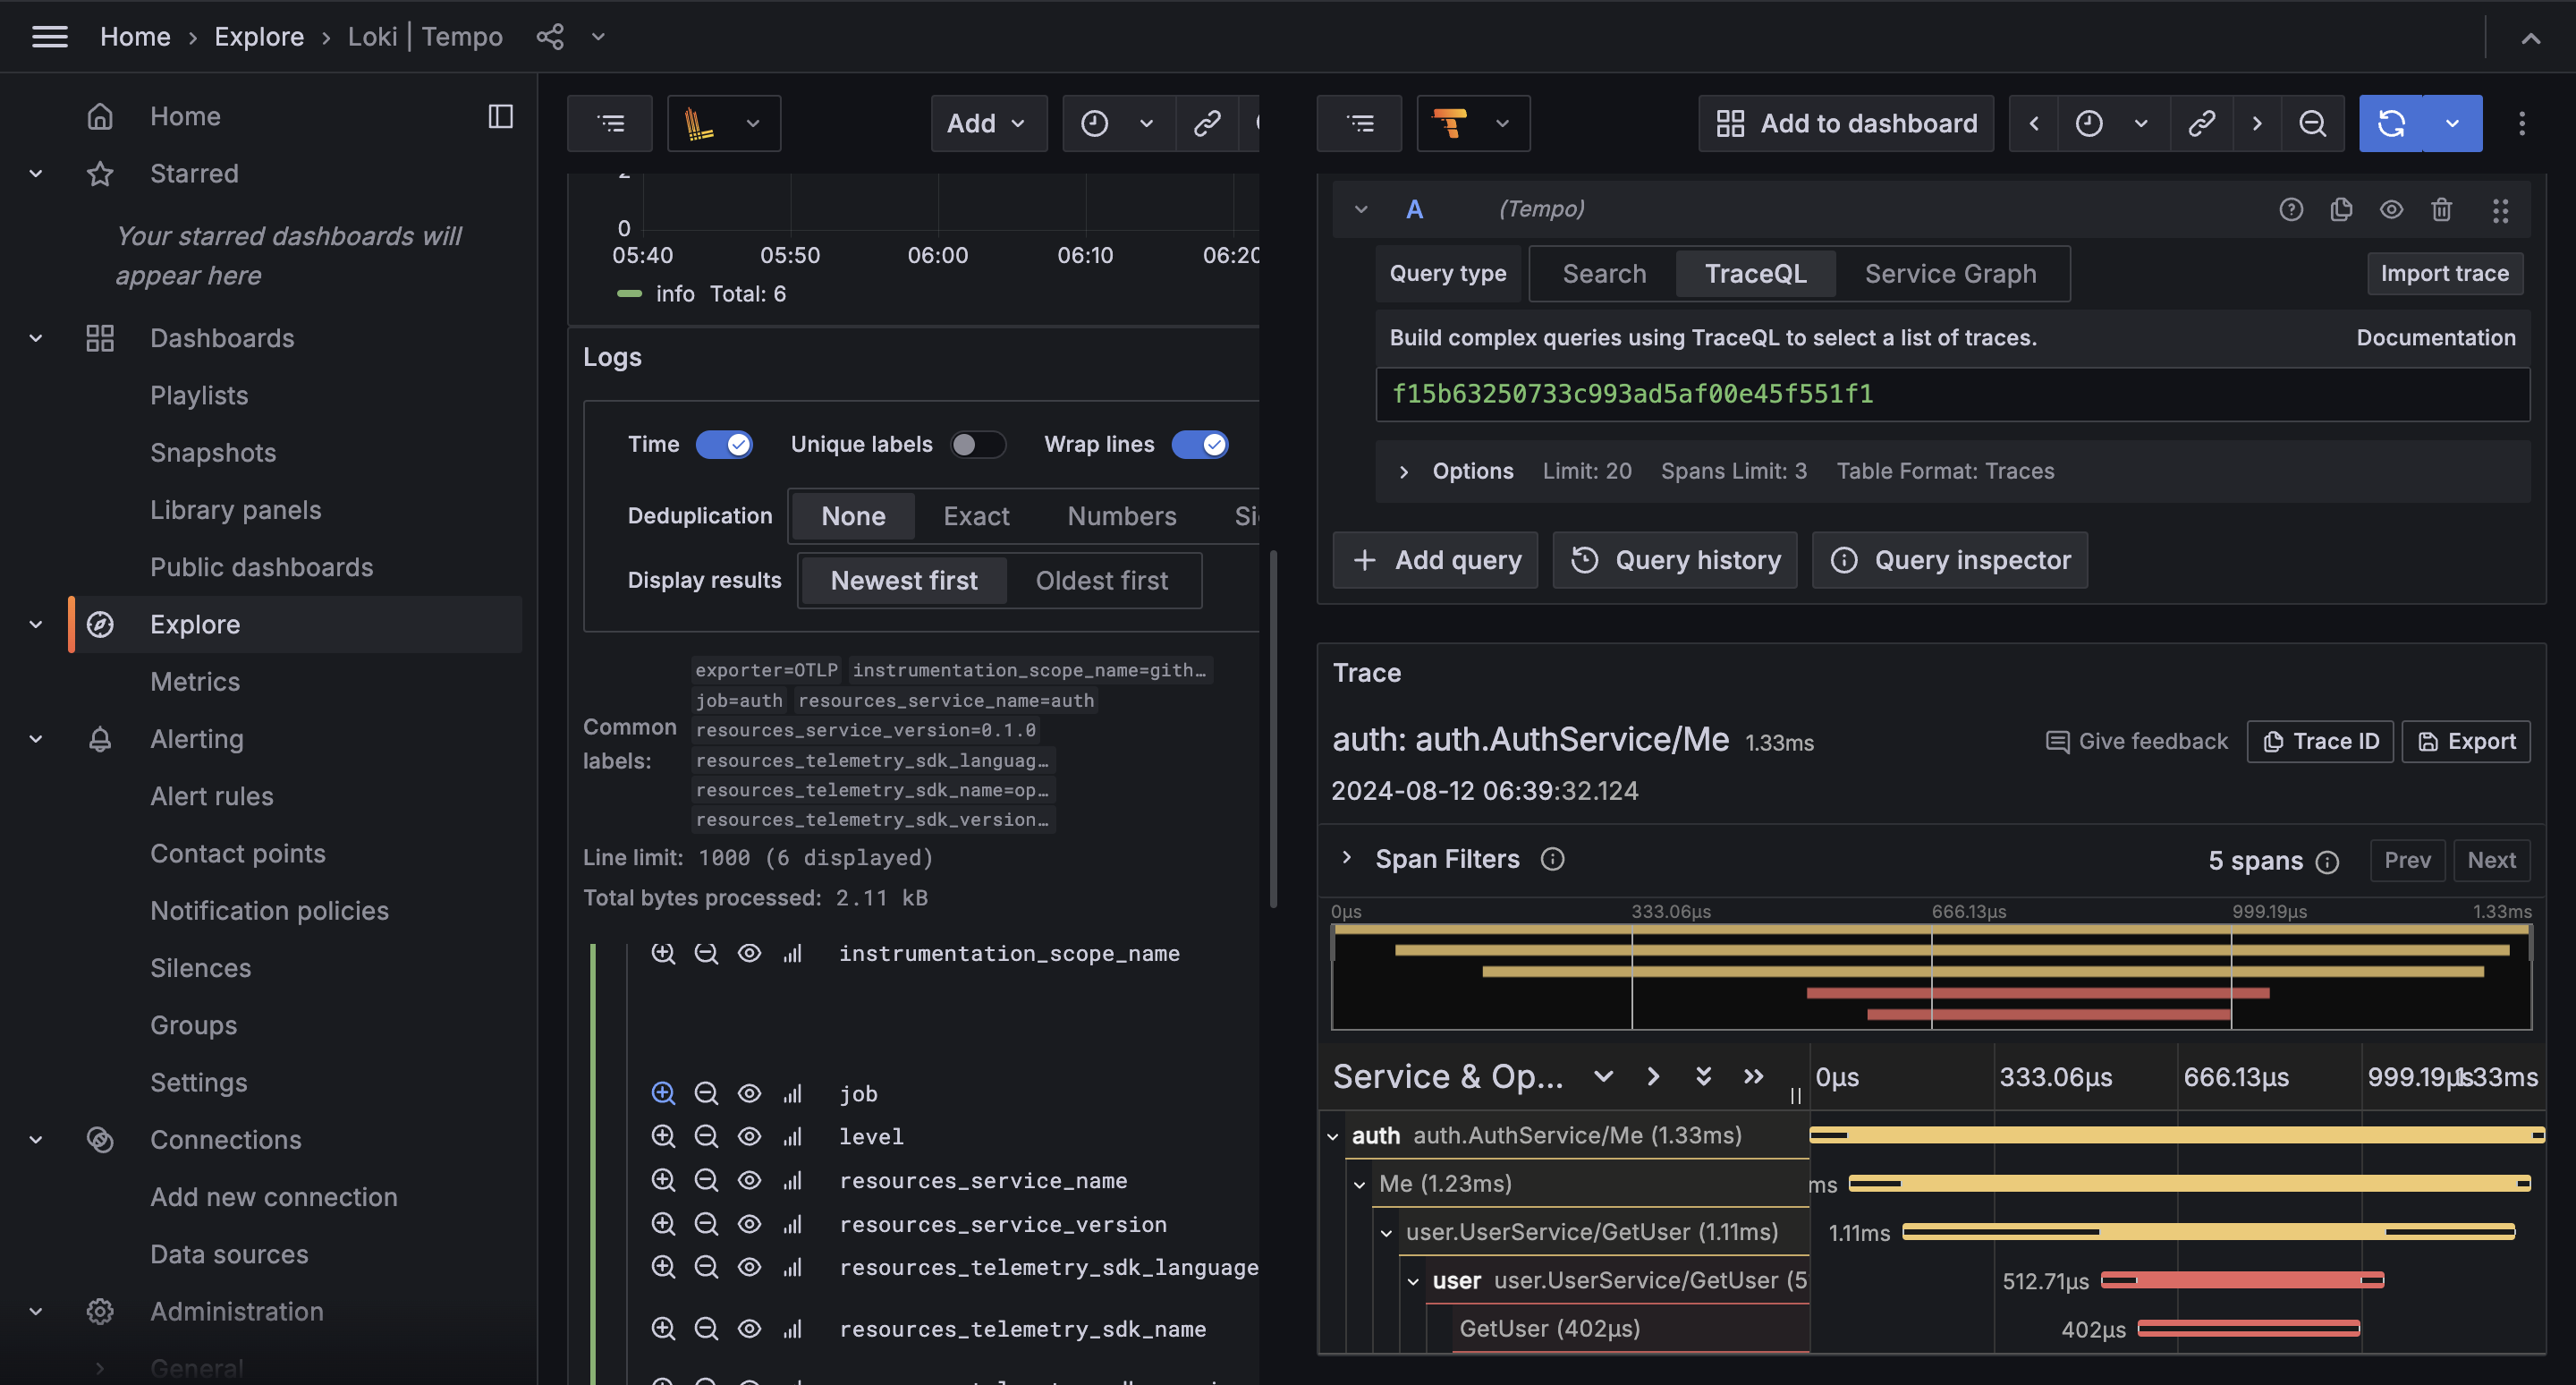 Home › Explore › Loki | Tempo
Home
Starred
Your starred dashboards will
appear here
Dashboards
Playlists
Snapshots
Library panels
Public dashboards
Explore
Metrics
Alerting
Alert rules
Contact points
Notification policies
Silences
Groups
Settings
Connections
Add new connection
Data sources
Administration
General
Add
2
0
05:40 05:50 06:00 06:10 06:20
info Total: 6
Logs
Time Unique labels Wrap lines
Deduplication None Exact Numbers Si
Display results Newest first Oldest first
Common labels:
exporter=OTLP instrumentation_scope_name=gith…
job=auth resources_service_name=auth
resources_service_version=0.1.0
resources_telemetry_sdk_languag…
resources_telemetry_sdk_name=op…
resources_telemetry_sdk_version…
Line limit: 1000 (6 displayed)
Total bytes processed: 2.11 kB
instrumentation_scope_name
job
level
resources_service_name
resources_service_version
resources_telemetry_sdk_language
resources_telemetry_sdk_name
Add to dashboard
A (Tempo)
Query type Search TraceQL Service Graph Import trace
Build complex queries using TraceQL to select a list of traces. Documentation
f15b63250733c993ad5af00e45f551f1
Options Limit: 20 Spans Limit: 3 Table Format: Traces
Add query Query history Query inspector
Trace
auth: auth.AuthService/Me 1.33ms Give feedback Trace ID Export
2024-08-12 06:39:32.124
Span Filters 5 spans Prev Next
0µs 333.06µs 666.13µs 999.19µs 1.33ms
Service & Op... 0µs 333.06µs 666.13µs 999.19µs 1.33ms
auth auth.AuthService/Me (1.33ms)
Me (1.23ms) ms
user.UserService/GetUser (1.11ms) 1.11ms
user user.UserService/GetUser (5 512.71µs
GetUser (402µs) 402µs